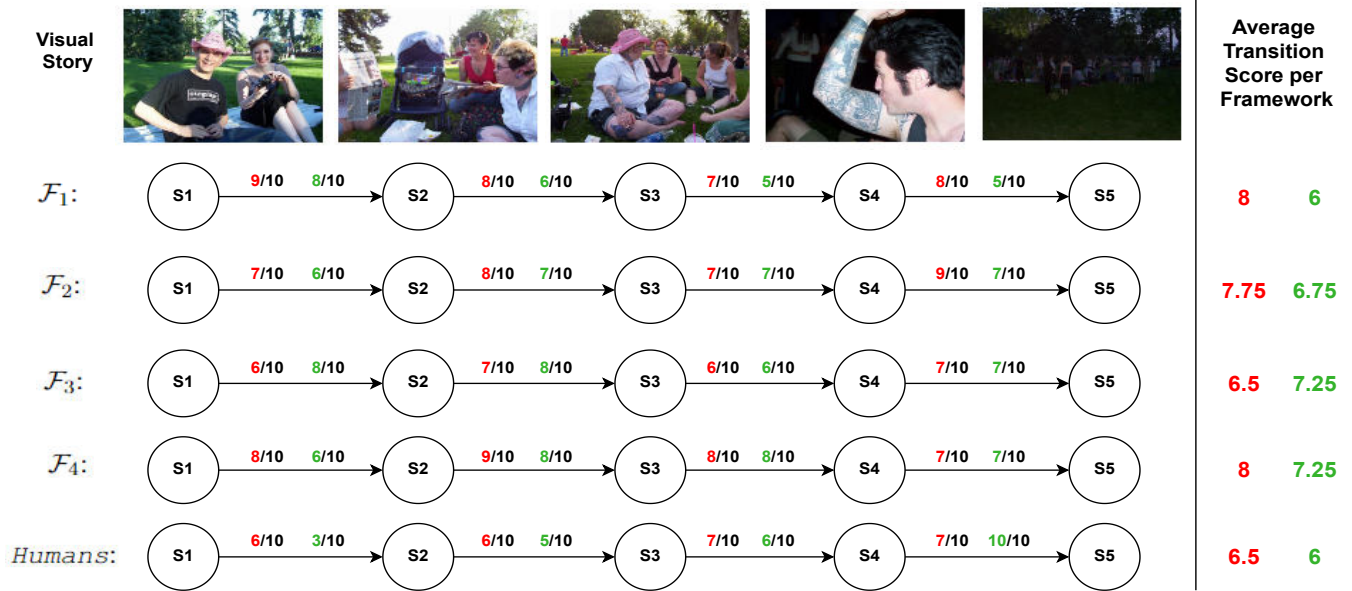 Visual
Story
Average
Transition
Score per
Framework
F₁:
S1 9/10 8/10 S2 8/10 6/10 S3 7/10 5/10 S4 8/10 5/10 S5
8 6
F₂:
S1 7/10 6/10 S2 8/10 7/10 S3 7/10 7/10 S4 9/10 7/10 S5
7.75 6.75
F₃:
S1 6/10 8/10 S2 7/10 8/10 S3 6/10 6/10 S4 7/10 7/10 S5
6.5 7.25
F₄:
S1 8/10 6/10 S2 9/10 8/10 S3 8/10 8/10 S4 7/10 7/10 S5
8 7.25
Humans:
S1 6/10 3/10 S2 6/10 5/10 S3 7/10 6/10 S4 7/10 10/10 S5
6.5 6